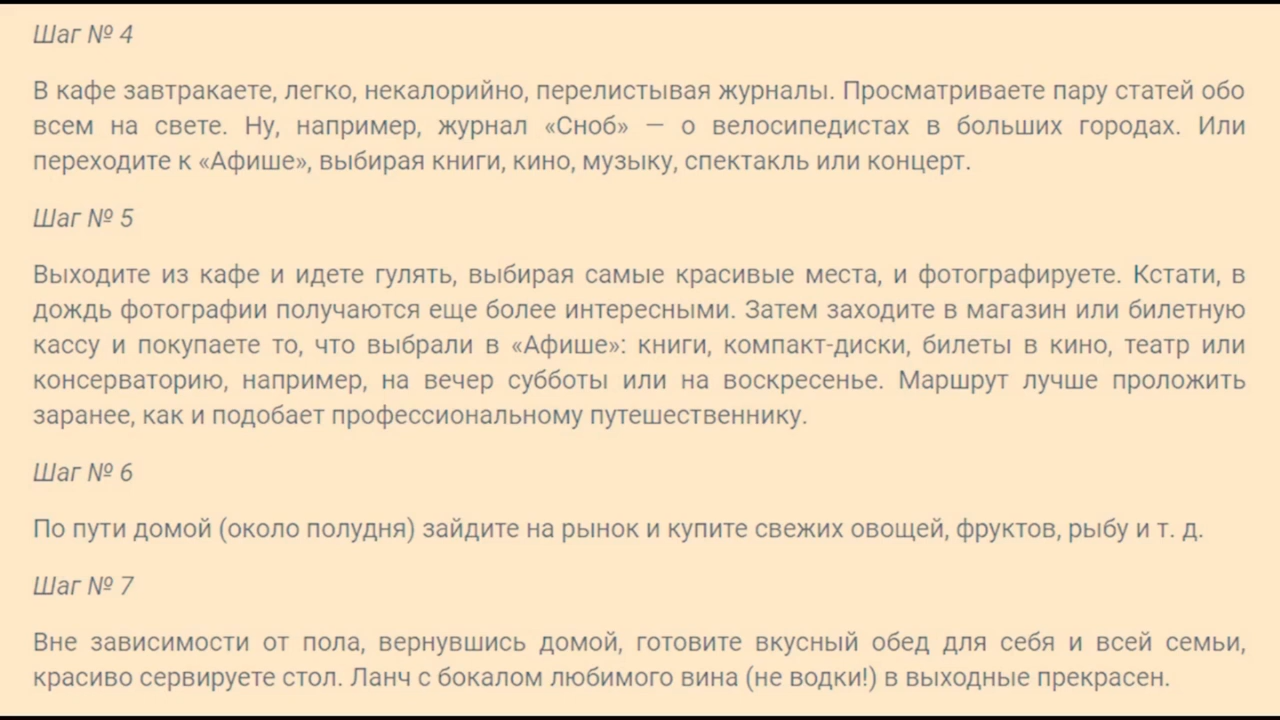 Шаг № 4
В кафе завтракаете, легко, некалорийно, перелистывая журналы. Просматриваете пару статей обо
всем на свете. Ну, например, журнал «Сноб» — о велосипедистах в больших городах. Или
переходите к «Афише», выбирая книги, кино, музыку, спектакль или концерт.
Шаг № 5
Выходите из кафе и идете гулять, выбирая самые красивые места, и фотографируете. Кстати, в
дождь фотографии получаются еще более интересными. Затем заходите в магазин или билетную
кассу и покупаете то, что выбрали в «Афише»: книги, компакт-диски, билеты в кино, театр или
консерваторию, например, на вечер субботы или на воскресенье. Маршрут лучше проложить
заранее, как и подобает профессиональному путешественнику.
Шаг № 6
По пути домой (около полудня) зайдите на рынок и купите свежих овощей, фруктов, рыбу и т. д.
Шаг № 7
Вне зависимости от пола, вернувшись домой, готовите вкусный обед для себя и всей семьи,
красиво сервируете стол. Ланч с бокалом любимого вина (не водки!) в выходные прекрасен.